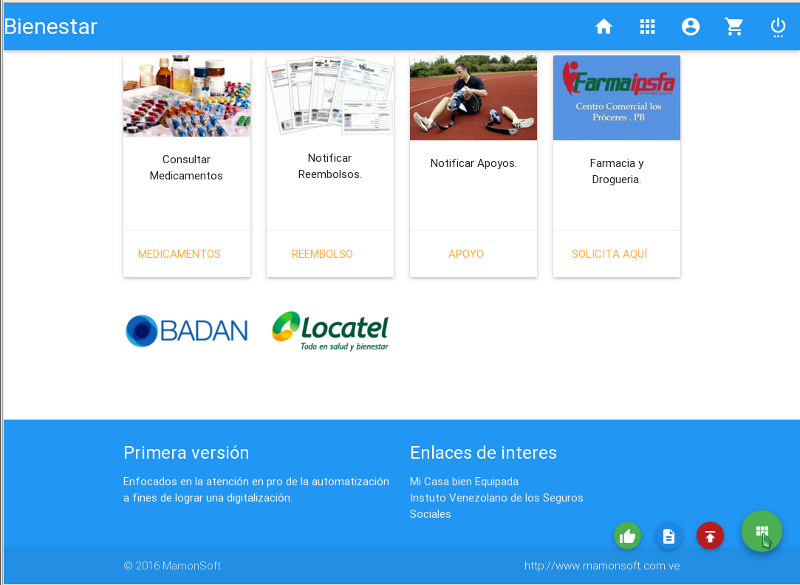 Bienestar
Farmaipsfa
Centro Comercial los
Próceres . PB
Consultar
Medicamentos
Notificar
Reembolsos.
Notificar Apoyos.
Farmacia y
Drogueria.
MEDICAMENTOS
REEMBOLSO
APOYO
SOLICITA AQUÍ
BADAN
Locatel
Todo en salud y bienestar
Primera versión
Enlaces de interes
Enfocados en la atención en pro de la automatización
a fines de lograr una digitalización.
Mi Casa bien Equipada
Instuto Venezolano de los Seguros
Sociales
© 2016 MamonSoft
http://www.mamonsoft.com.ve